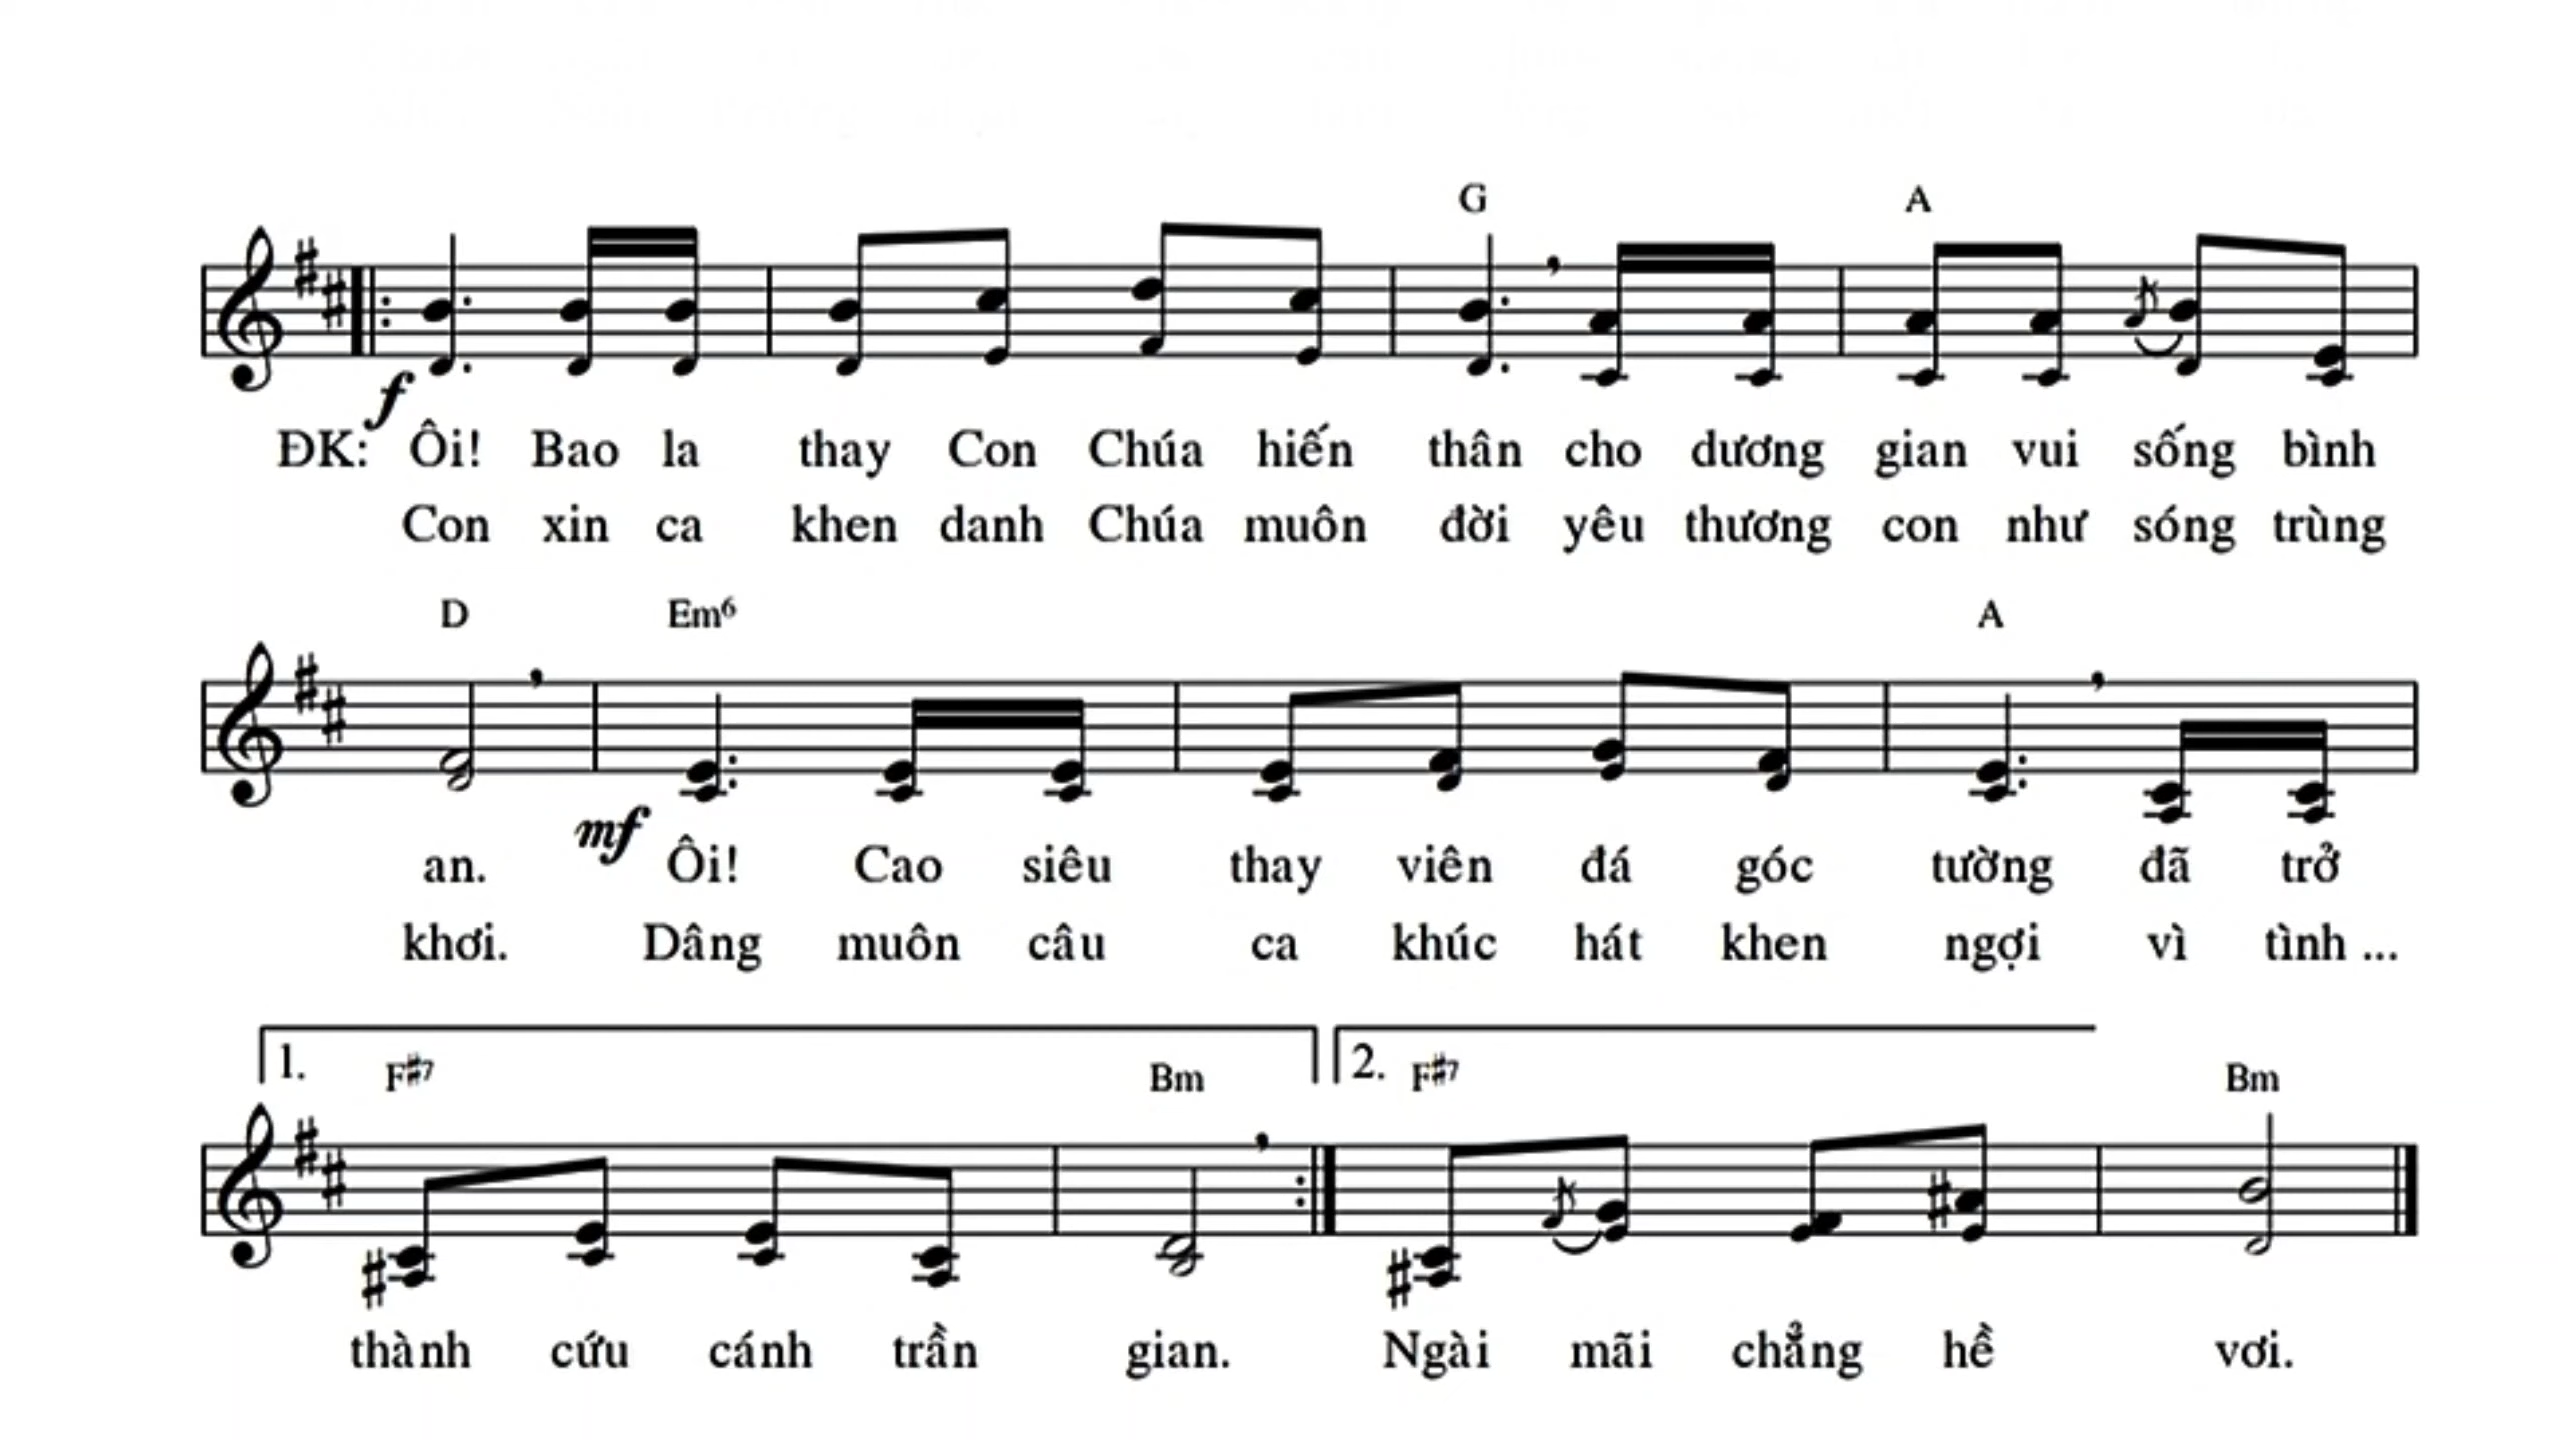 G A
f
ĐK: Ôi! Bao la thay Con Chúa hiến thân cho dương gian vui sống bình
Con xin ca khen danh Chúa muôn đời yêu thương con như sóng trùng
D Em6 A
mf
an. Ôi! Cao siêu thay viên đá góc tường đã trở
khơi. Dâng muôn câu ca khúc hát khen ngợi vì tình ...
1. F#7 Bm 2. F#7 Bm
thành cứu cánh trần gian. Ngài mãi chẳng hề vơi.